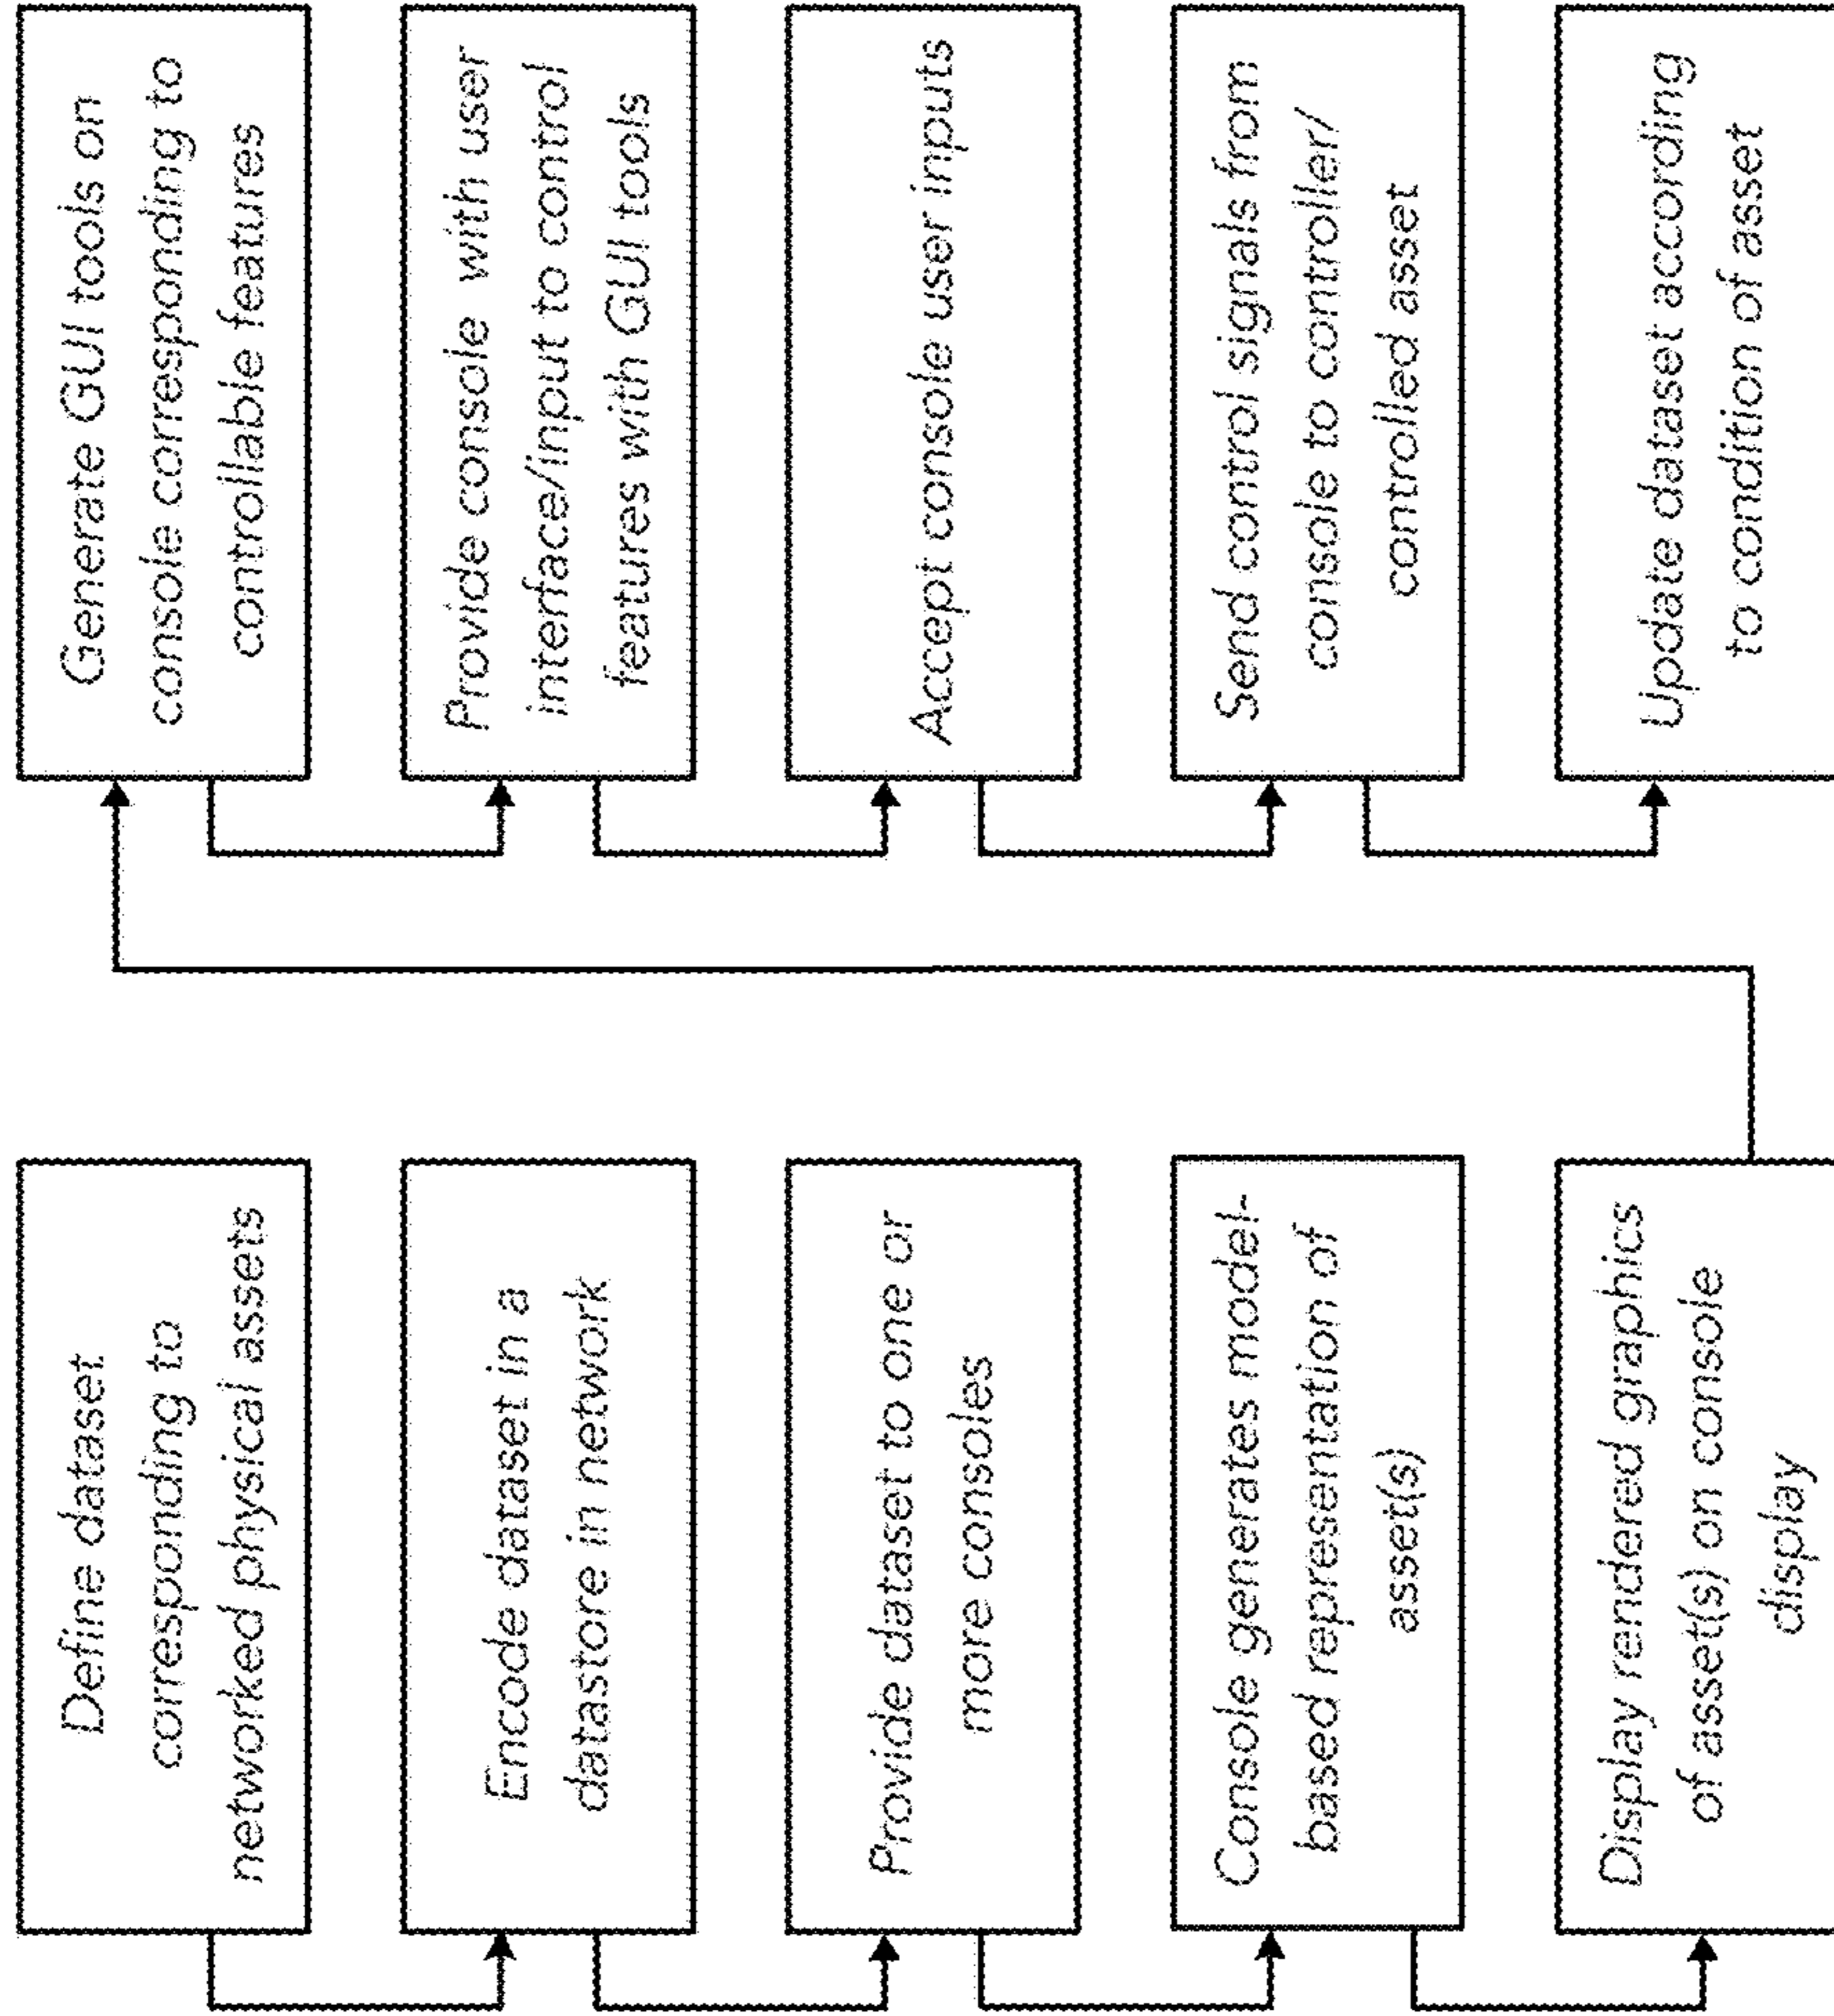 Define dataset
corresponding to
networked physical assets
Encode dataset in a
datastore in network
Provide dataset to one or
more consoles
Console generates model-
based representation of
asset(s)
Display rendered graphics
of asset(s) on console
display
Generate GUI tools on
console corresponding to
controllable features
Provide console with user
interface/input to control
features with GUI tools
Accept console user inputs
Send control signals from
console to controller/
controlled asset
Update dataset according
to condition of asset